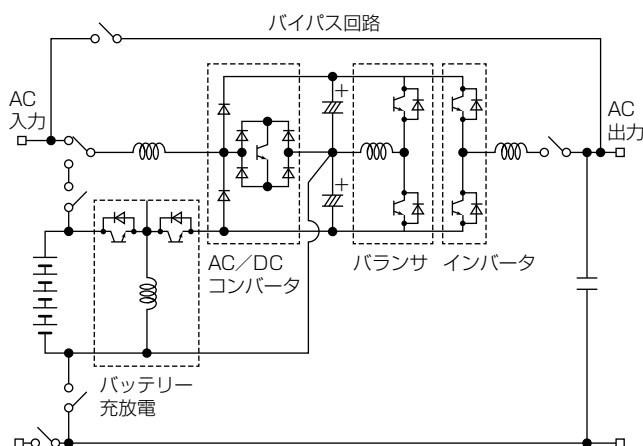 バイパス回路
AC
入力
AC
出力
+
+
AC／DC
コンバータ
バランサ
インバータ
バッテリー
充放電